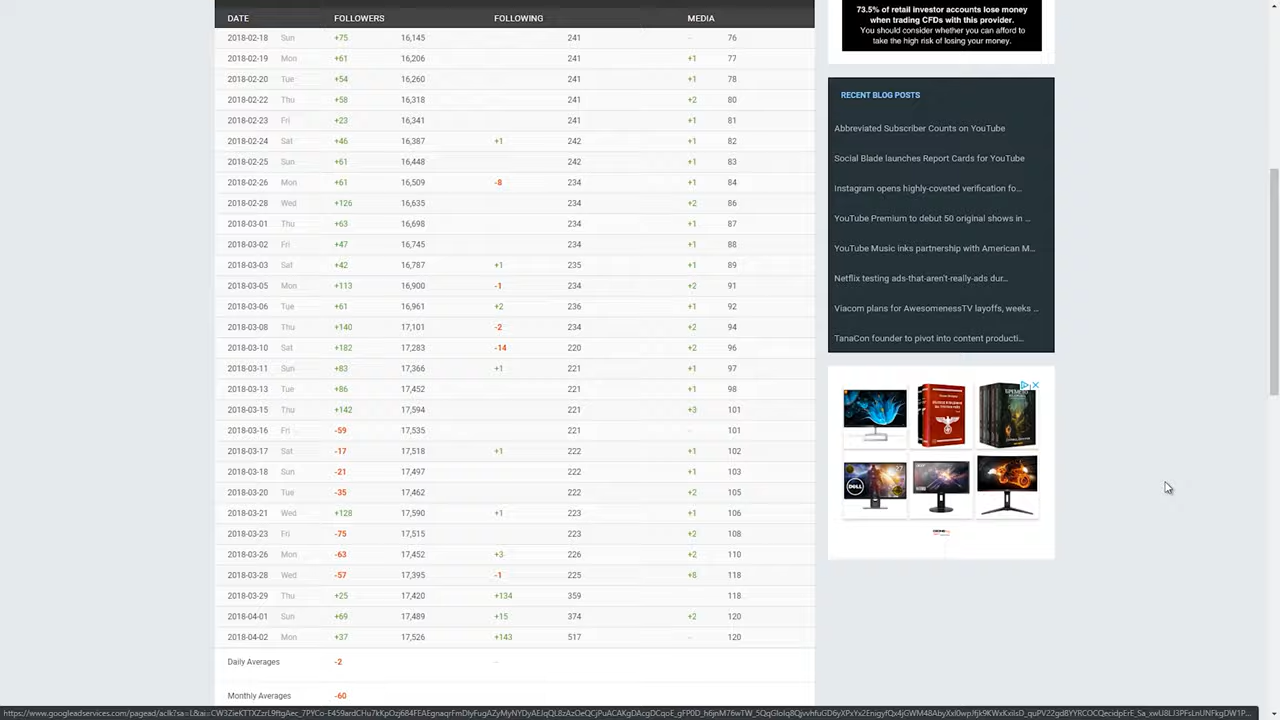 DATE FOLLOWERS FOLLOWING MEDIA
2018-02-18 Sun +75 16,145 241 -- 76
2018-02-19 Mon +61 16,206 241 +1 77
2018-02-20 Tue +54 16,260 241 +1 78
2018-02-22 Thu +58 16,318 241 +2 80
2018-02-23 Fri +23 16,341 241 +1 81
2018-02-24 Sat +46 16,387 +1 242 +1 82
2018-02-25 Sun +61 16,448 242 +1 83
2018-02-26 Mon +61 16,509 -8 234 +1 84
2018-02-28 Wed +126 16,635 234 +2 86
2018-03-01 Thu +63 16,698 234 +1 87
2018-03-02 Fri +47 16,745 234 +1 88
2018-03-03 Sat +42 16,787 +1 235 +1 89
2018-03-05 Mon +113 16,900 -1 234 +2 91
2018-03-06 Tue +61 16,961 +2 236 +1 92
2018-03-08 Thu +140 17,101 -2 234 +2 94
2018-03-10 Sat +182 17,283 -14 220 +2 96
2018-03-11 Sun +83 17,366 +1 221 +1 97
2018-03-13 Tue +86 17,452 221 +1 98
2018-03-15 Thu +142 17,594 221 +3 101
2018-03-16 Fri -59 17,535 221 -- 101
2018-03-17 Sat -17 17,518 +1 222 +1 102
2018-03-18 Sun -21 17,497 222 +1 103
2018-03-20 Tue -35 17,462 222 +2 105
2018-03-21 Wed +128 17,590 +1 223 +1 106
2018-03-23 Fri -75 17,515 223 +2 108
2018-03-26 Mon -63 17,452 +3 226 +2 110
2018-03-28 Wed -57 17,395 -1 225 +8 118
2018-03-29 Thu +25 17,420 +134 359 118
2018-04-01 Sun +69 17,489 +15 374 +2 120
2018-04-02 Mon +37 17,526 +143 517 -- 120
Daily Averages -2 --
Monthly Averages -60
73.5% of retail investor accounts lose money
when trading CFDs with this provider.
You should consider whether you can afford to
take the high risk of losing your money.
RECENT BLOG POSTS
Abbreviated Subscriber Counts on YouTube
Social Blade launches Report Cards for YouTube
Instagram opens highly-coveted verification fo...
YouTube Premium to debut 50 original shows in ...
YouTube Music inks partnership with American M...
Netflix testing ads-that-aren't-really-ads dur...
Viacom plans for AwesomenessTV layoffs, weeks ...
TanaCon founder to pivot into content producti...
DELL